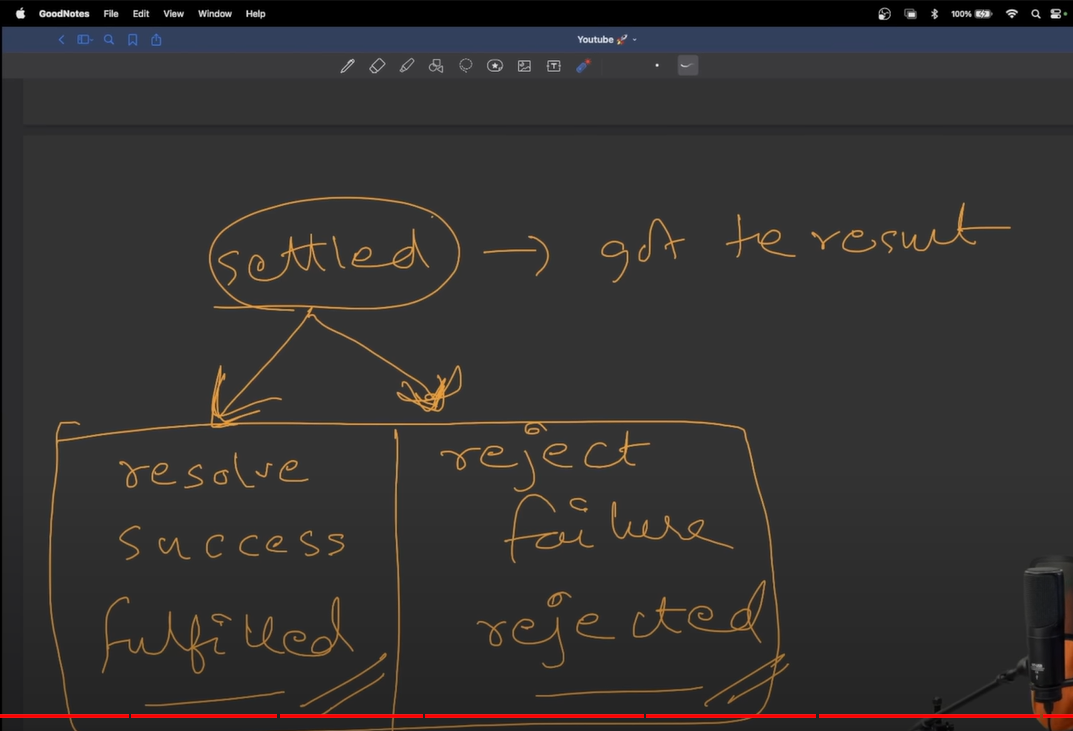 GoodNotes File Edit View Window Help 100%
Youtube 🚀
settled → got te result
resolve reject
success failure
fulfilled rejected